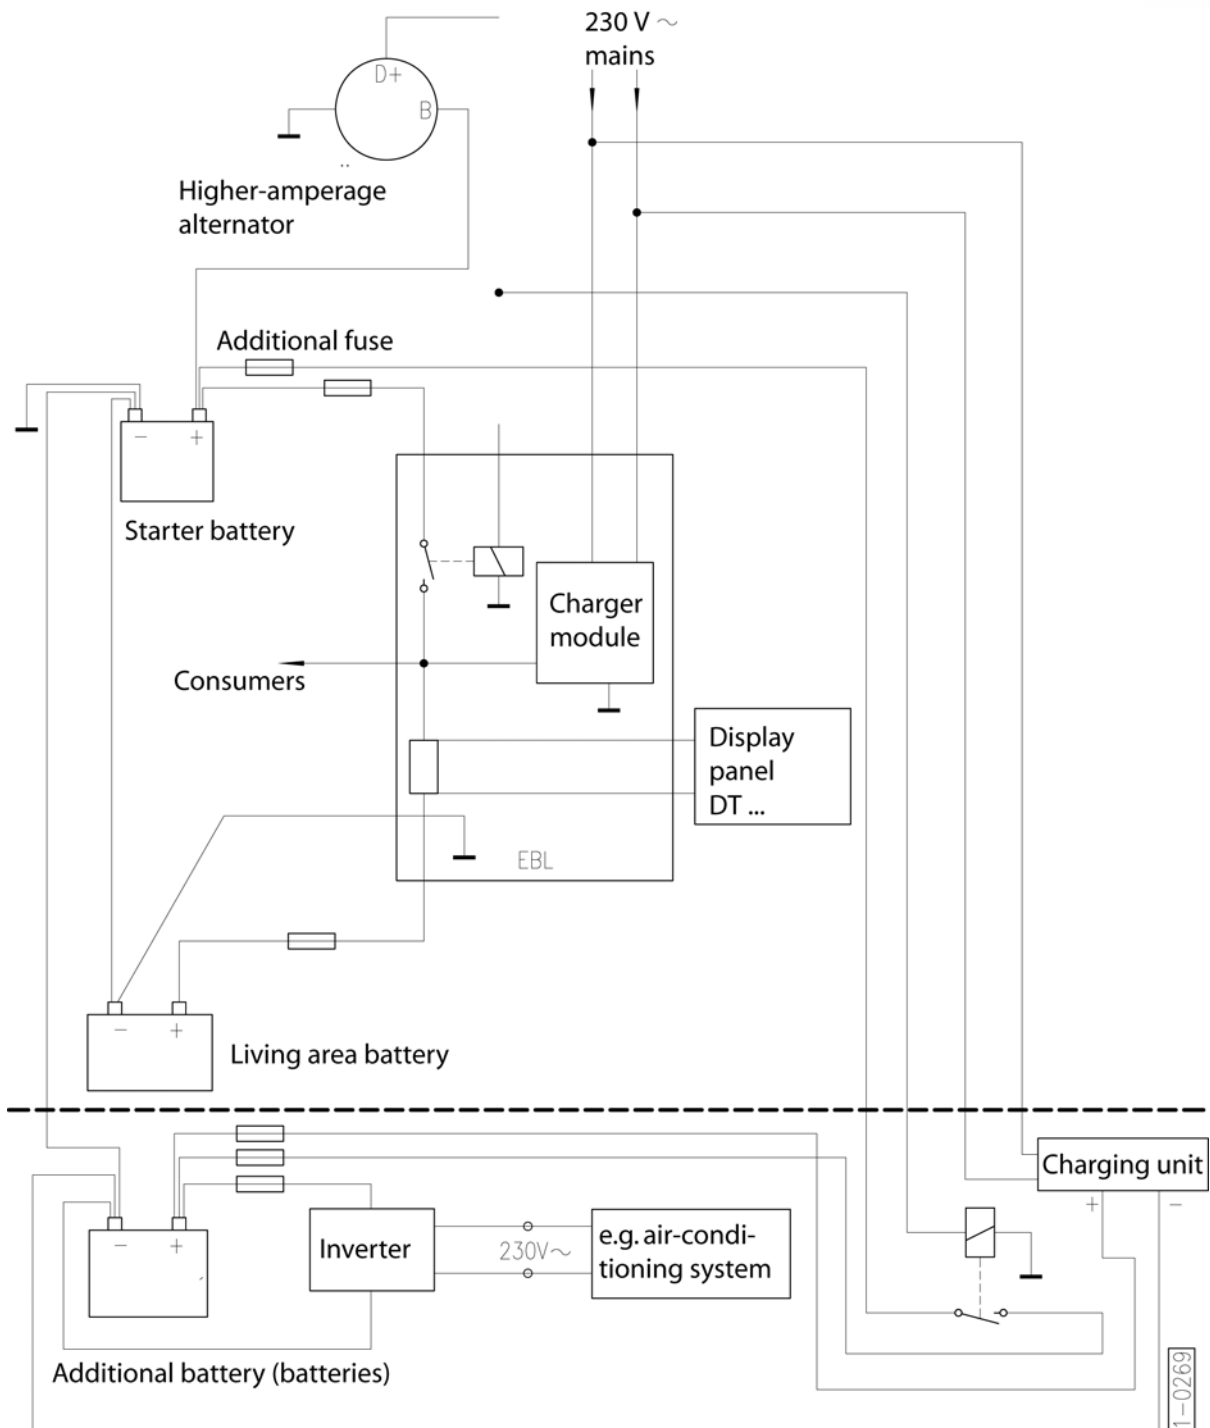 230 V ~
mains
D+
B
Higher-amperage
alternator
Additional fuse
− +
Starter battery
Charger
module
Consumers
Display
panel
DT ...
EBL
− +
Living area battery
Charging unit
+ −
− +
Inverter
230V~
e.g. air-condi-
tioning system
Additional battery (batteries)
1-0269